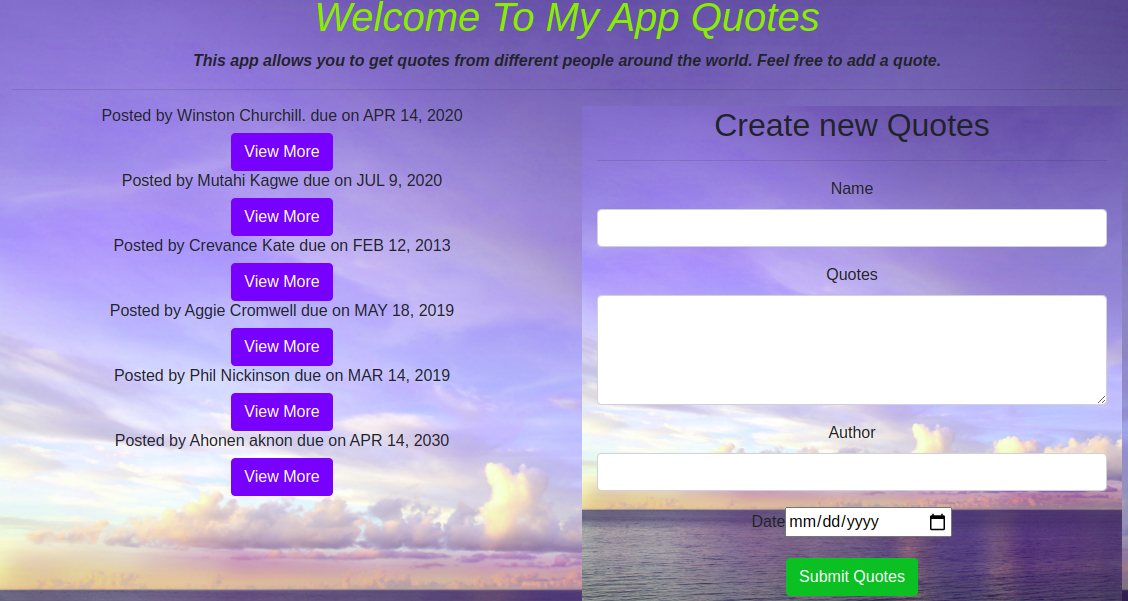 Welcome To My App Quotes
This app allows you to get quotes from different people around the world. Feel free to add a quote.
Posted by Winston Churchill. due on APR 14, 2020
View More
Posted by Mutahi Kagwe due on JUL 9, 2020
View More
Posted by Crevance Kate due on FEB 12, 2013
View More
Posted by Aggie Cromwell due on MAY 18, 2019
View More
Posted by Phil Nickinson due on MAR 14, 2019
View More
Posted by Ahonen aknon due on APR 14, 2030
View More
Create new Quotes
Name
Quotes
Author
Date mm/dd/yyyy
Submit Quotes